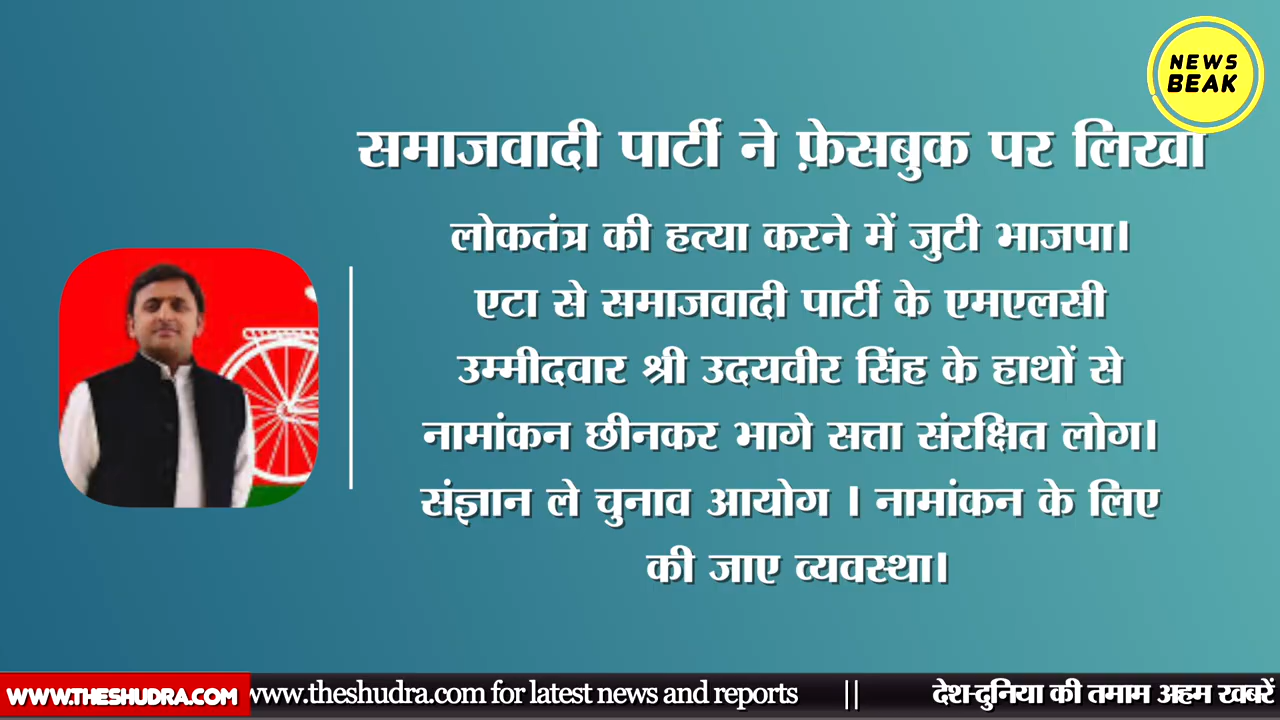 NEWS
BEAK
समाजवादी पार्टी ने फ़ेसबुक पर लिखा
लोकतंत्र की हत्या करने में जुटी भाजपा।
एटा से समाजवादी पार्टी के एमएलसी
उम्मीदवार श्री उदयवीर सिंह के हाथों से
नामांकन छीनकर भागे सत्ता संरक्षित लोग।
संज्ञान ले चुनाव आयोग । नामांकन के लिए
की जाए व्यवस्था।
WWW.THESHUDRA.COM www.theshudra.com for latest news and reports || देश-दुनिया की तमाम अहम खबरें